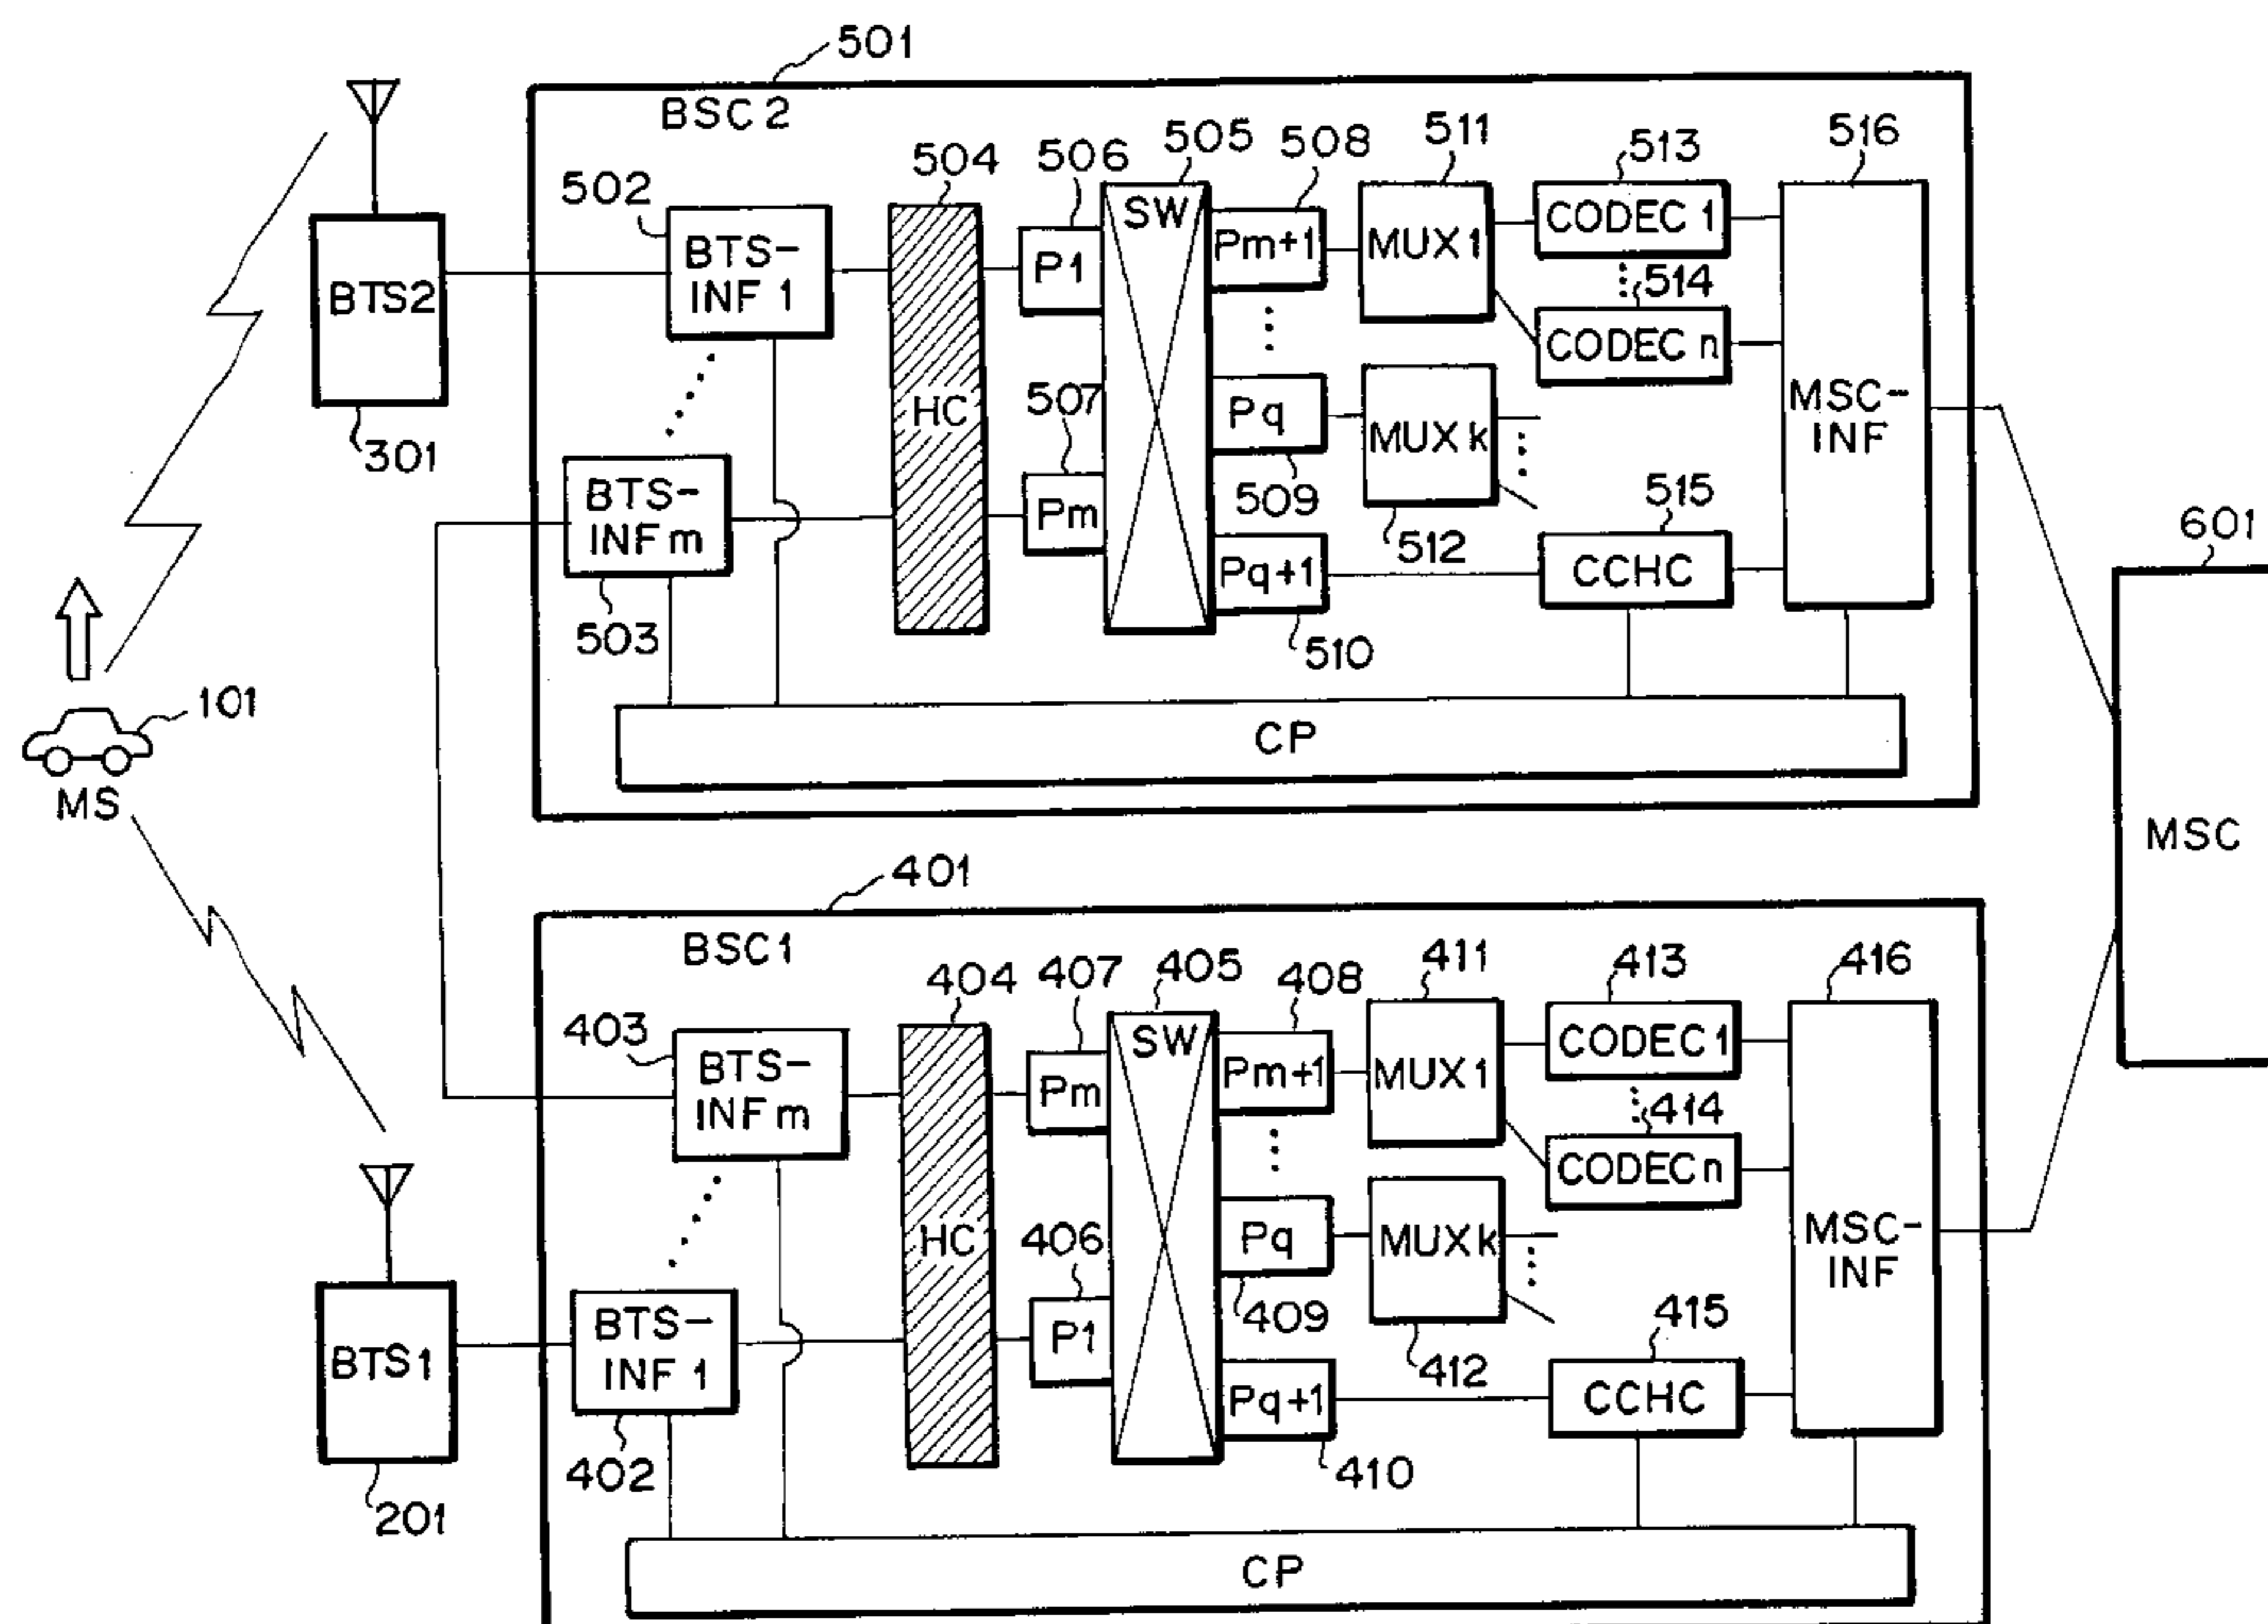 501
BSC2
504
506
505
508
511
513
516
502
BTS-
INF 1
P1
SW
Pm+1
MUX1
CODEC 1
514
CODEC n
BTS2
301
HC
507
Pm
Pq
509
MUXk
512
MSC-
INF
BTS-
INFm
503
Pq+1
510
515
CCHC
601
101
MS
CP
MSC
401
BSC1
404
407
405
408
411
413
416
403
BTS-
INFm
Pm
SW
Pm+1
MUX1
CODEC1
414
CODECn
HC
406
P1
Pq
409
MUXk
412
MSC-
INF
BTS1
201
BTS-
INF 1
402
Pq+1
410
415
CCHC
CP